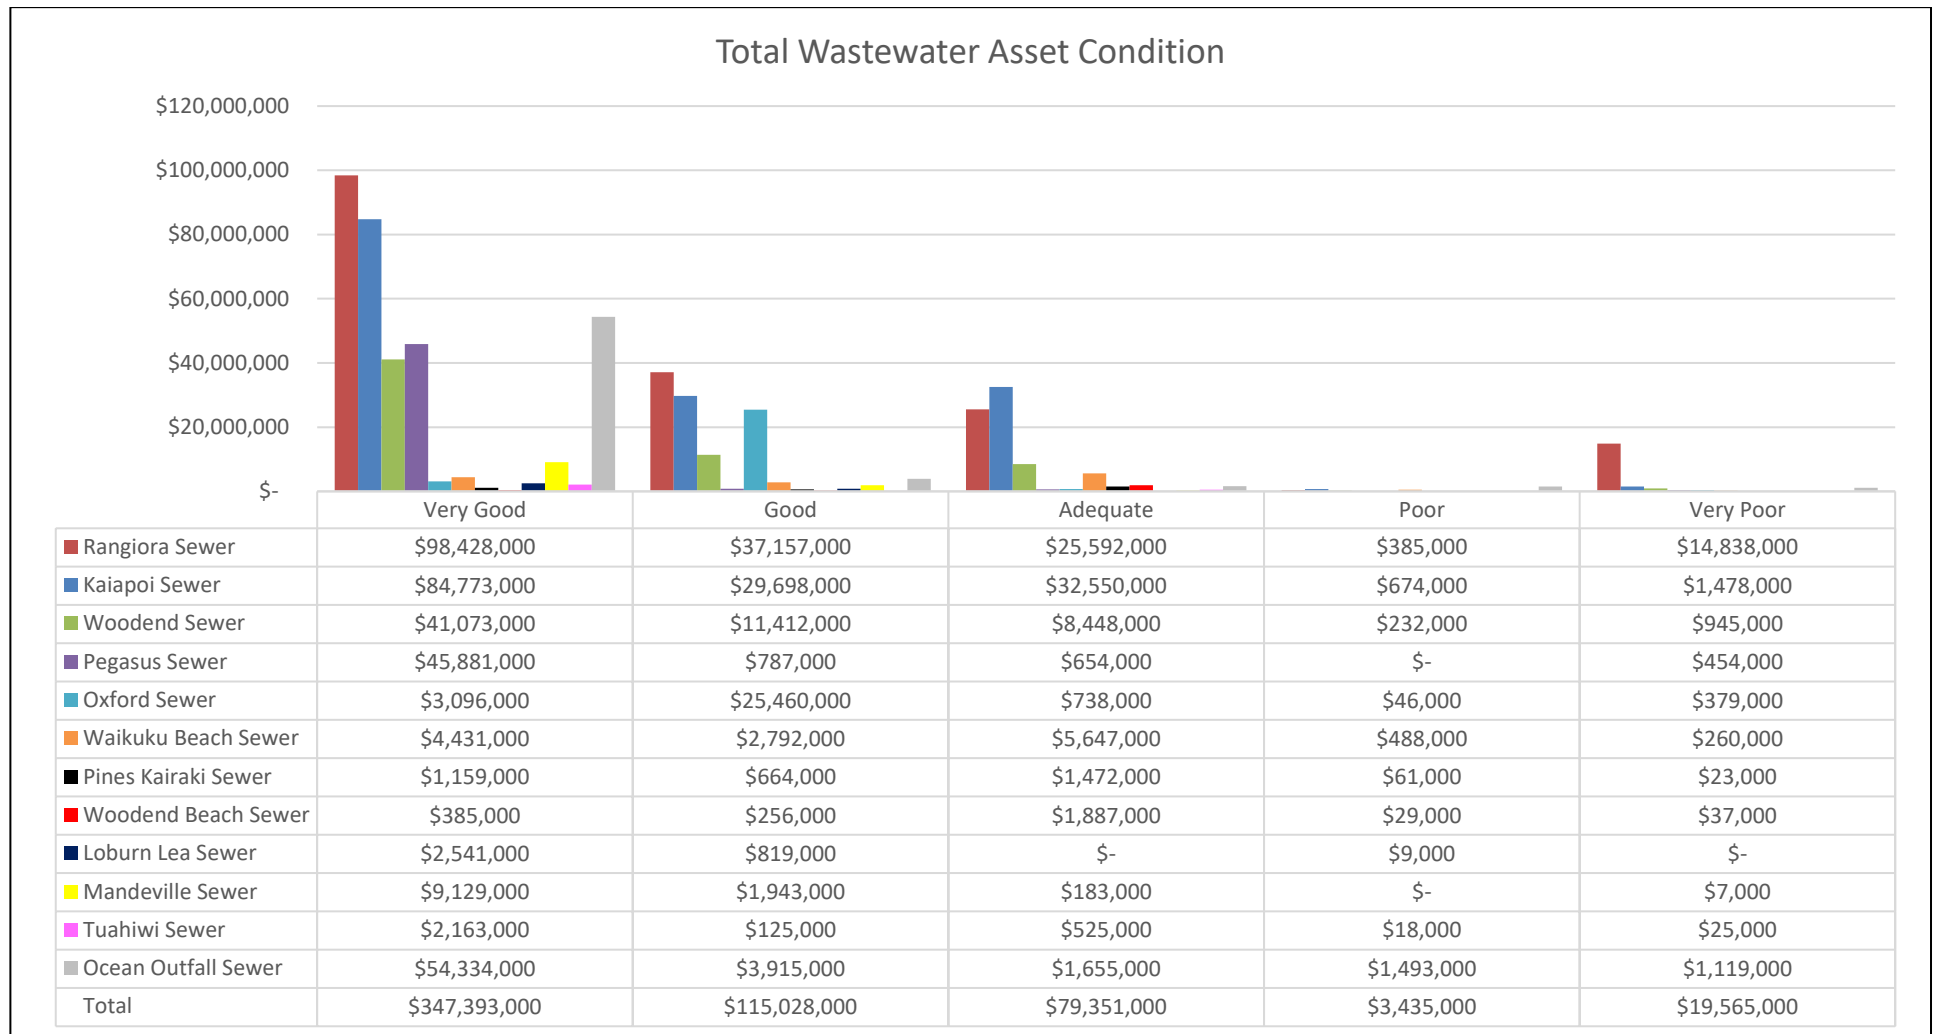 Total Wastewater Asset Condition
$120,000,000
$100,000,000
$80,000,000
$60,000,000
$40,000,000
$20,000,000
$-
Very Good Good Adequate Poor Very Poor
Rangiora Sewer $98,428,000 $37,157,000 $25,592,000 $385,000 $14,838,000
Kaiapoi Sewer $84,773,000 $29,698,000 $32,550,000 $674,000 $1,478,000
Woodend Sewer $41,073,000 $11,412,000 $8,448,000 $232,000 $945,000
Pegasus Sewer $45,881,000 $787,000 $654,000 $- $454,000
Oxford Sewer $3,096,000 $25,460,000 $738,000 $46,000 $379,000
Waikuku Beach Sewer $4,431,000 $2,792,000 $5,647,000 $488,000 $260,000
Pines Kairaki Sewer $1,159,000 $664,000 $1,472,000 $61,000 $23,000
Woodend Beach Sewer $385,000 $256,000 $1,887,000 $29,000 $37,000
Loburn Lea Sewer $2,541,000 $819,000 $- $9,000 $-
Mandeville Sewer $9,129,000 $1,943,000 $183,000 $- $7,000
Tuahiwi Sewer $2,163,000 $125,000 $525,000 $18,000 $25,000
Ocean Outfall Sewer $54,334,000 $3,915,000 $1,655,000 $1,493,000 $1,119,000
Total $347,393,000 $115,028,000 $79,351,000 $3,435,000 $19,565,000